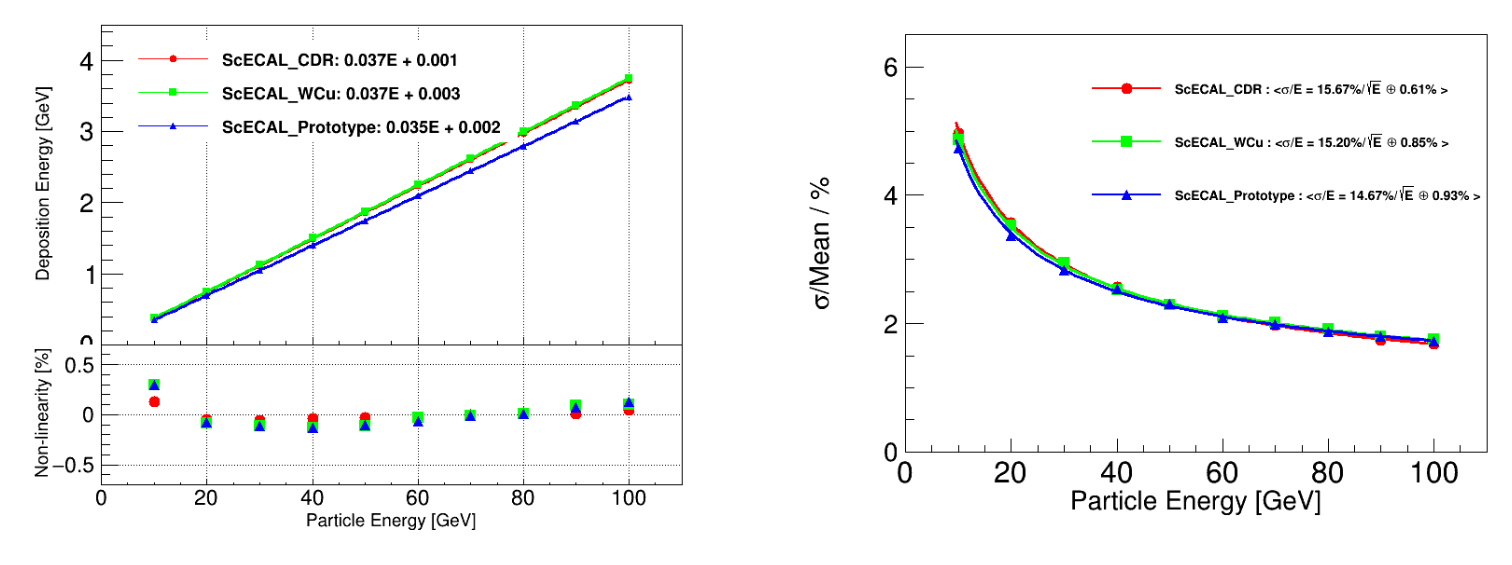 ScECAL_CDR: 0.037E + 0.001
ScECAL_WCu: 0.037E + 0.003
ScECAL_Prototype: 0.035E + 0.002
Deposition Energy [GeV]
4
3
2
1
0
Non-linearity [%]
0.5
0
−0.5
0 20 40 60 80 100
Particle Energy [GeV]
ScECAL_CDR : <σ/E = 15.67%/√E ⊕ 0.61% >
ScECAL_WCu : <σ/E = 15.20%/√E ⊕ 0.85% >
ScECAL_Prototype : <σ/E = 14.67%/√E ⊕ 0.93% >
σ/Mean / %
6
4
2
0
0 20 40 60 80 100
Particle Energy [GeV]